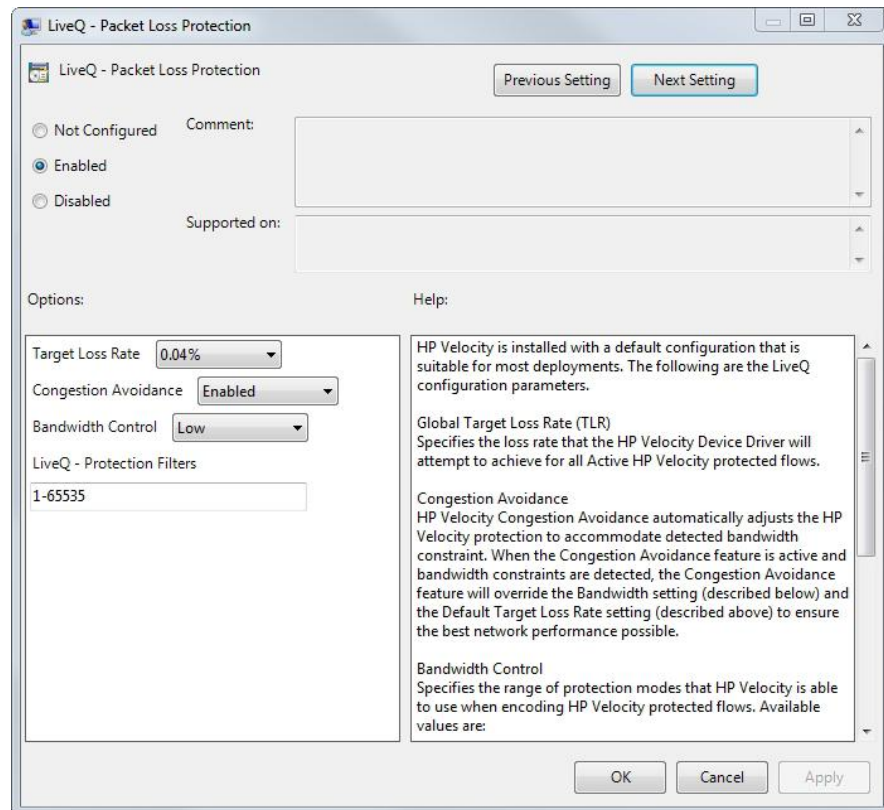 LiveQ - Packet Loss Protection
LiveQ - Packet Loss Protection
Previous Setting
Next Setting
Not Configured
Comment:
Enabled
Disabled
Supported on:
Options:
Help:
Target Loss Rate 0.04%
Congestion Avoidance Enabled
Bandwidth Control Low
LiveQ - Protection Filters
1-65535
HP Velocity is installed with a default configuration that is
suitable for most deployments. The following are the LiveQ
configuration parameters.
Global Target Loss Rate (TLR)
Specifies the loss rate that the HP Velocity Device Driver will
attempt to achieve for all Active HP Velocity protected flows.
Congestion Avoidance
HP Velocity Congestion Avoidance automatically adjusts the HP
Velocity protection to accommodate detected bandwidth
constraint. When the Congestion Avoidance feature is active and
bandwidth constraints are detected, the Congestion Avoidance
feature will override the Bandwidth setting (described below) and
the Default Target Loss Rate setting (described above) to ensure
the best network performance possible.
Bandwidth Control
Specifies the range of protection modes that HP Velocity is able
to use when encoding HP Velocity protected flows. Available
values are:
OK
Cancel
Apply